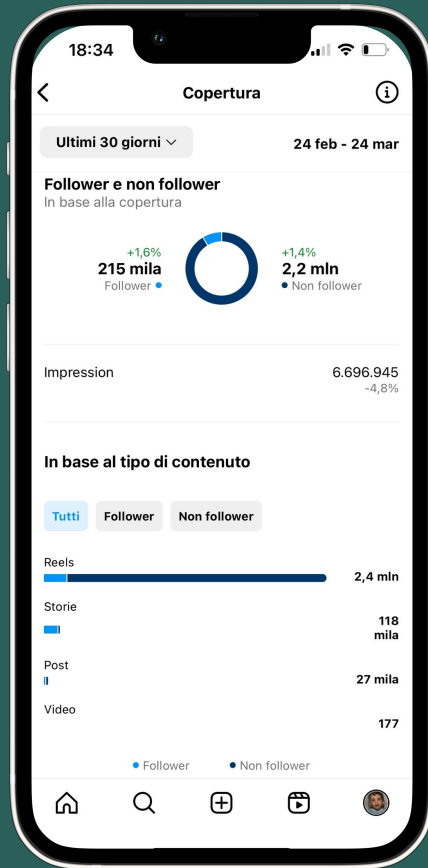 18:34
Copertura
Ultimi 30 giorni
24 feb - 24 mar
Follower e non follower
In base alla copertura
+1,6%
215 mila
Follower
+1,4%
2,2 mln
Non follower
Impression
6.696.945
-4,8%
In base al tipo di contenuto
Tutti
Follower
Non follower
Reels
2,4 mln
Storie
118
mila
Post
27 mila
Video
177
Follower
Non follower